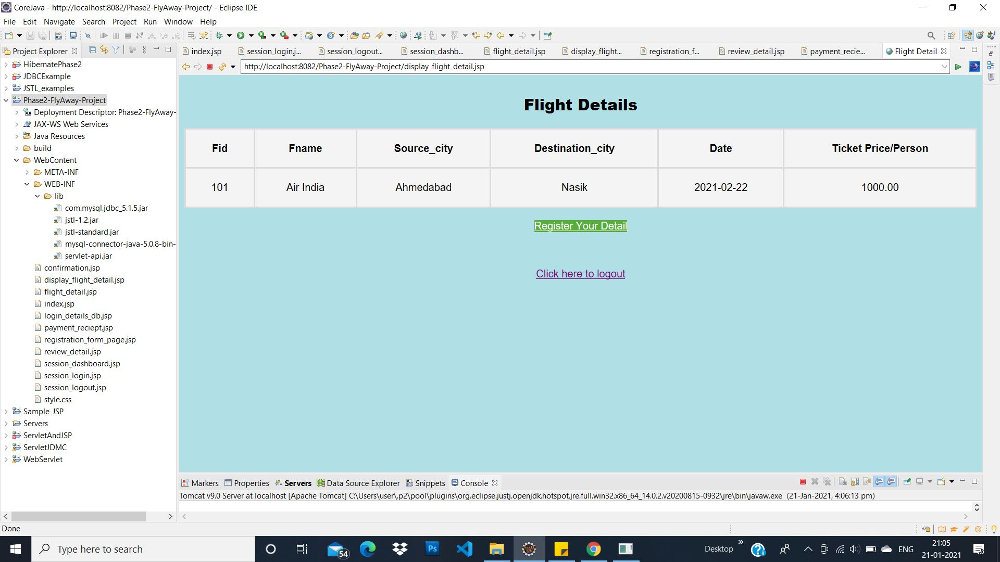 CoreJava - http://localhost:8082/Phase2-FlyAway-Project/ - Eclipse IDE
File Edit Navigate Search Project Run Window Help
Project Explorer
index.jsp session_login.j... session_logout... session_dashb... flight_detail.jsp display_flight... registration_f... review_detail.jsp payment_recie... Flight Detail
http://localhost:8082/Phase2-FlyAway-Project/display_flight_detail.jsp
HibernatePhase2
JDBCExample
JSTL_examples
Phase2-FlyAway-Project
Deployment Descriptor: Phase2-FlyAway-
JAX-WS Web Services
Java Resources
build
WebContent
META-INF
WEB-INF
lib
com.mysql.jdbc_5.1.5.jar
jstl-1.2.jar
jstl-standard.jar
mysql-connector-java-5.0.8-bin-
servlet-api.jar
confirmation.jsp
display_flight_detail.jsp
flight_detail.jsp
index.jsp
login_details_db.jsp
payment_reciept.jsp
registration_form_page.jsp
review_detail.jsp
session_dashboard.jsp
session_login.jsp
session_logout.jsp
style.css
Sample_JSP
Servers
ServletAndJSP
ServletJDMC
WebServlet
Flight Details
Fid Fname Source_city Destination_city Date Ticket Price/Person
101 Air India Ahmedabad Nasik 2021-02-22 1000.00
Register Your Detail
Click here to logout
Markers Properties Servers Data Source Explorer Snippets Console
Tomcat v9.0 Server at localhost [Apache Tomcat] C:\Users\user\.p2\pool\plugins\org.eclipse.justj.openjdk.hotspot.jre.full.win32.x86_64_14.0.2.v20200815-0932\jre\bin\javaw.exe (21-Jan-2021, 4:06:13 pm)
Done
Type here to search
54
Ps
Desktop
ENG
21:05
21-01-2021